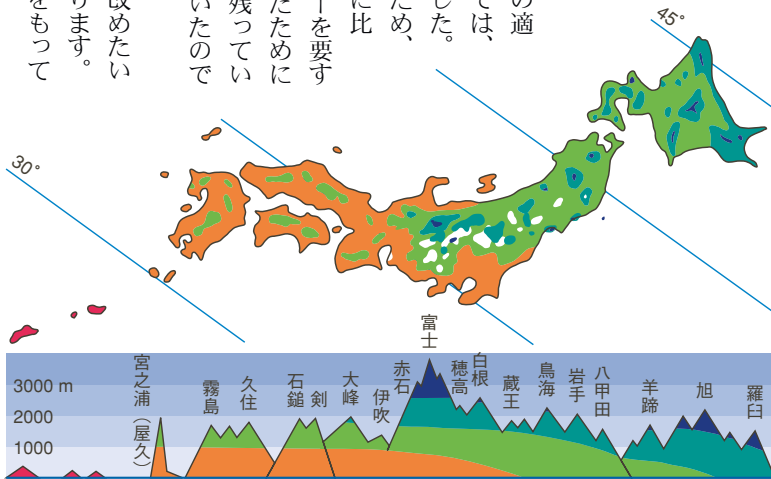 の適
ては、
した。
ため、
に比
ーを要す
たために
残ってい
いたので
改めたい
ります。
をもって
45°
30°
3000 m
2000
1000
宮之浦（屋久）
霧島
久住
石鎚
剣
大峰
伊吹
赤石
富士
穂高
白根
蔵王
鳥海
岩手
八甲田
羊蹄
旭
羅臼